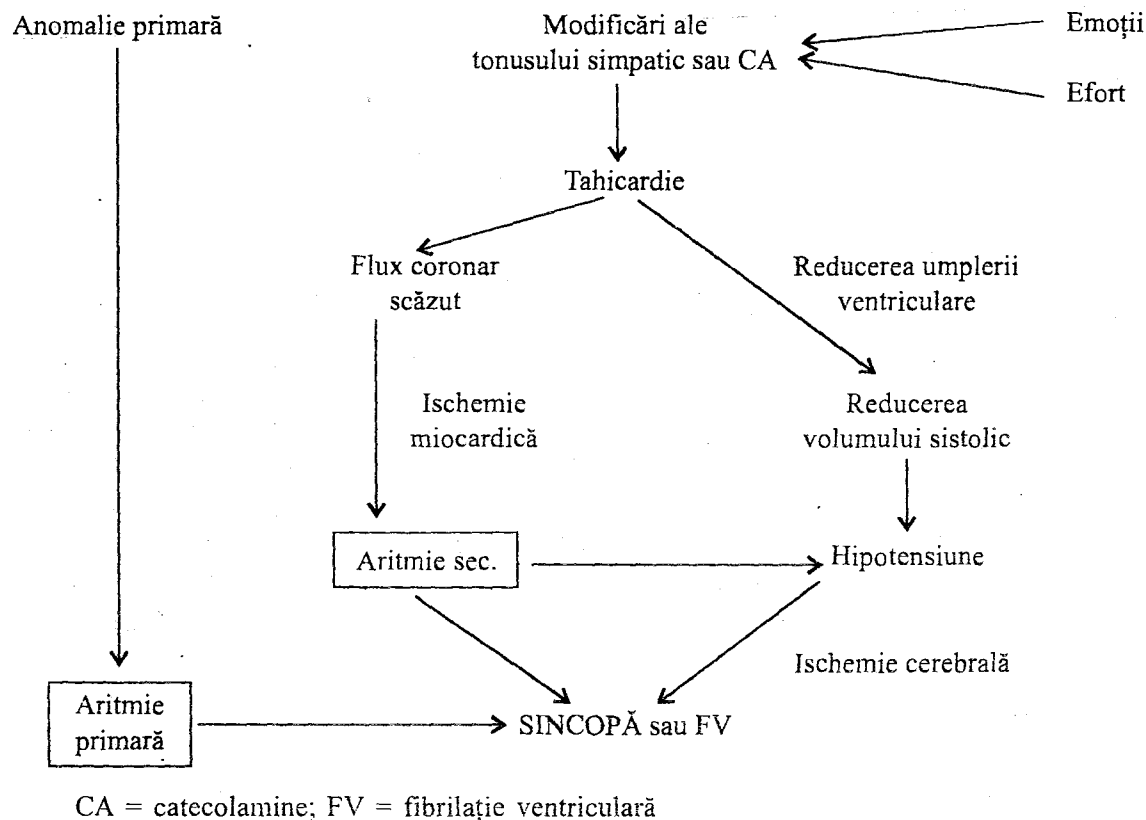 Anomalie primară
Modificări ale
tonusului simpatic sau CA
Emoții
Efort
Tahicardie
Flux coronar
scăzut
Reducerea umplerii
ventriculare
Ischemie
miocardică
Reducerea
volumului sistolic
Aritmie sec.
Hipotensiune
Ischemie cerebrală
Aritmie
primară
SINCOPĂ sau FV
CA = catecolamine; FV = fibrilație ventriculară